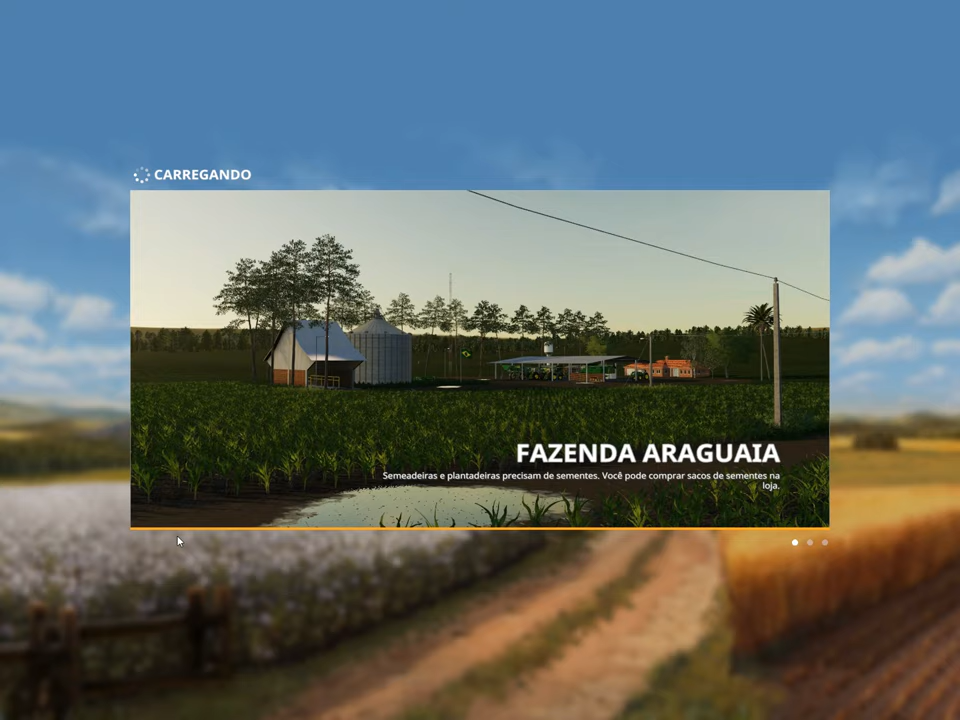 CARREGANDO
FAZENDA ARAGUAIA
Semeadeiras e plantadeiras precisam de sementes. Você pode comprar sacos de sementes na
loja.